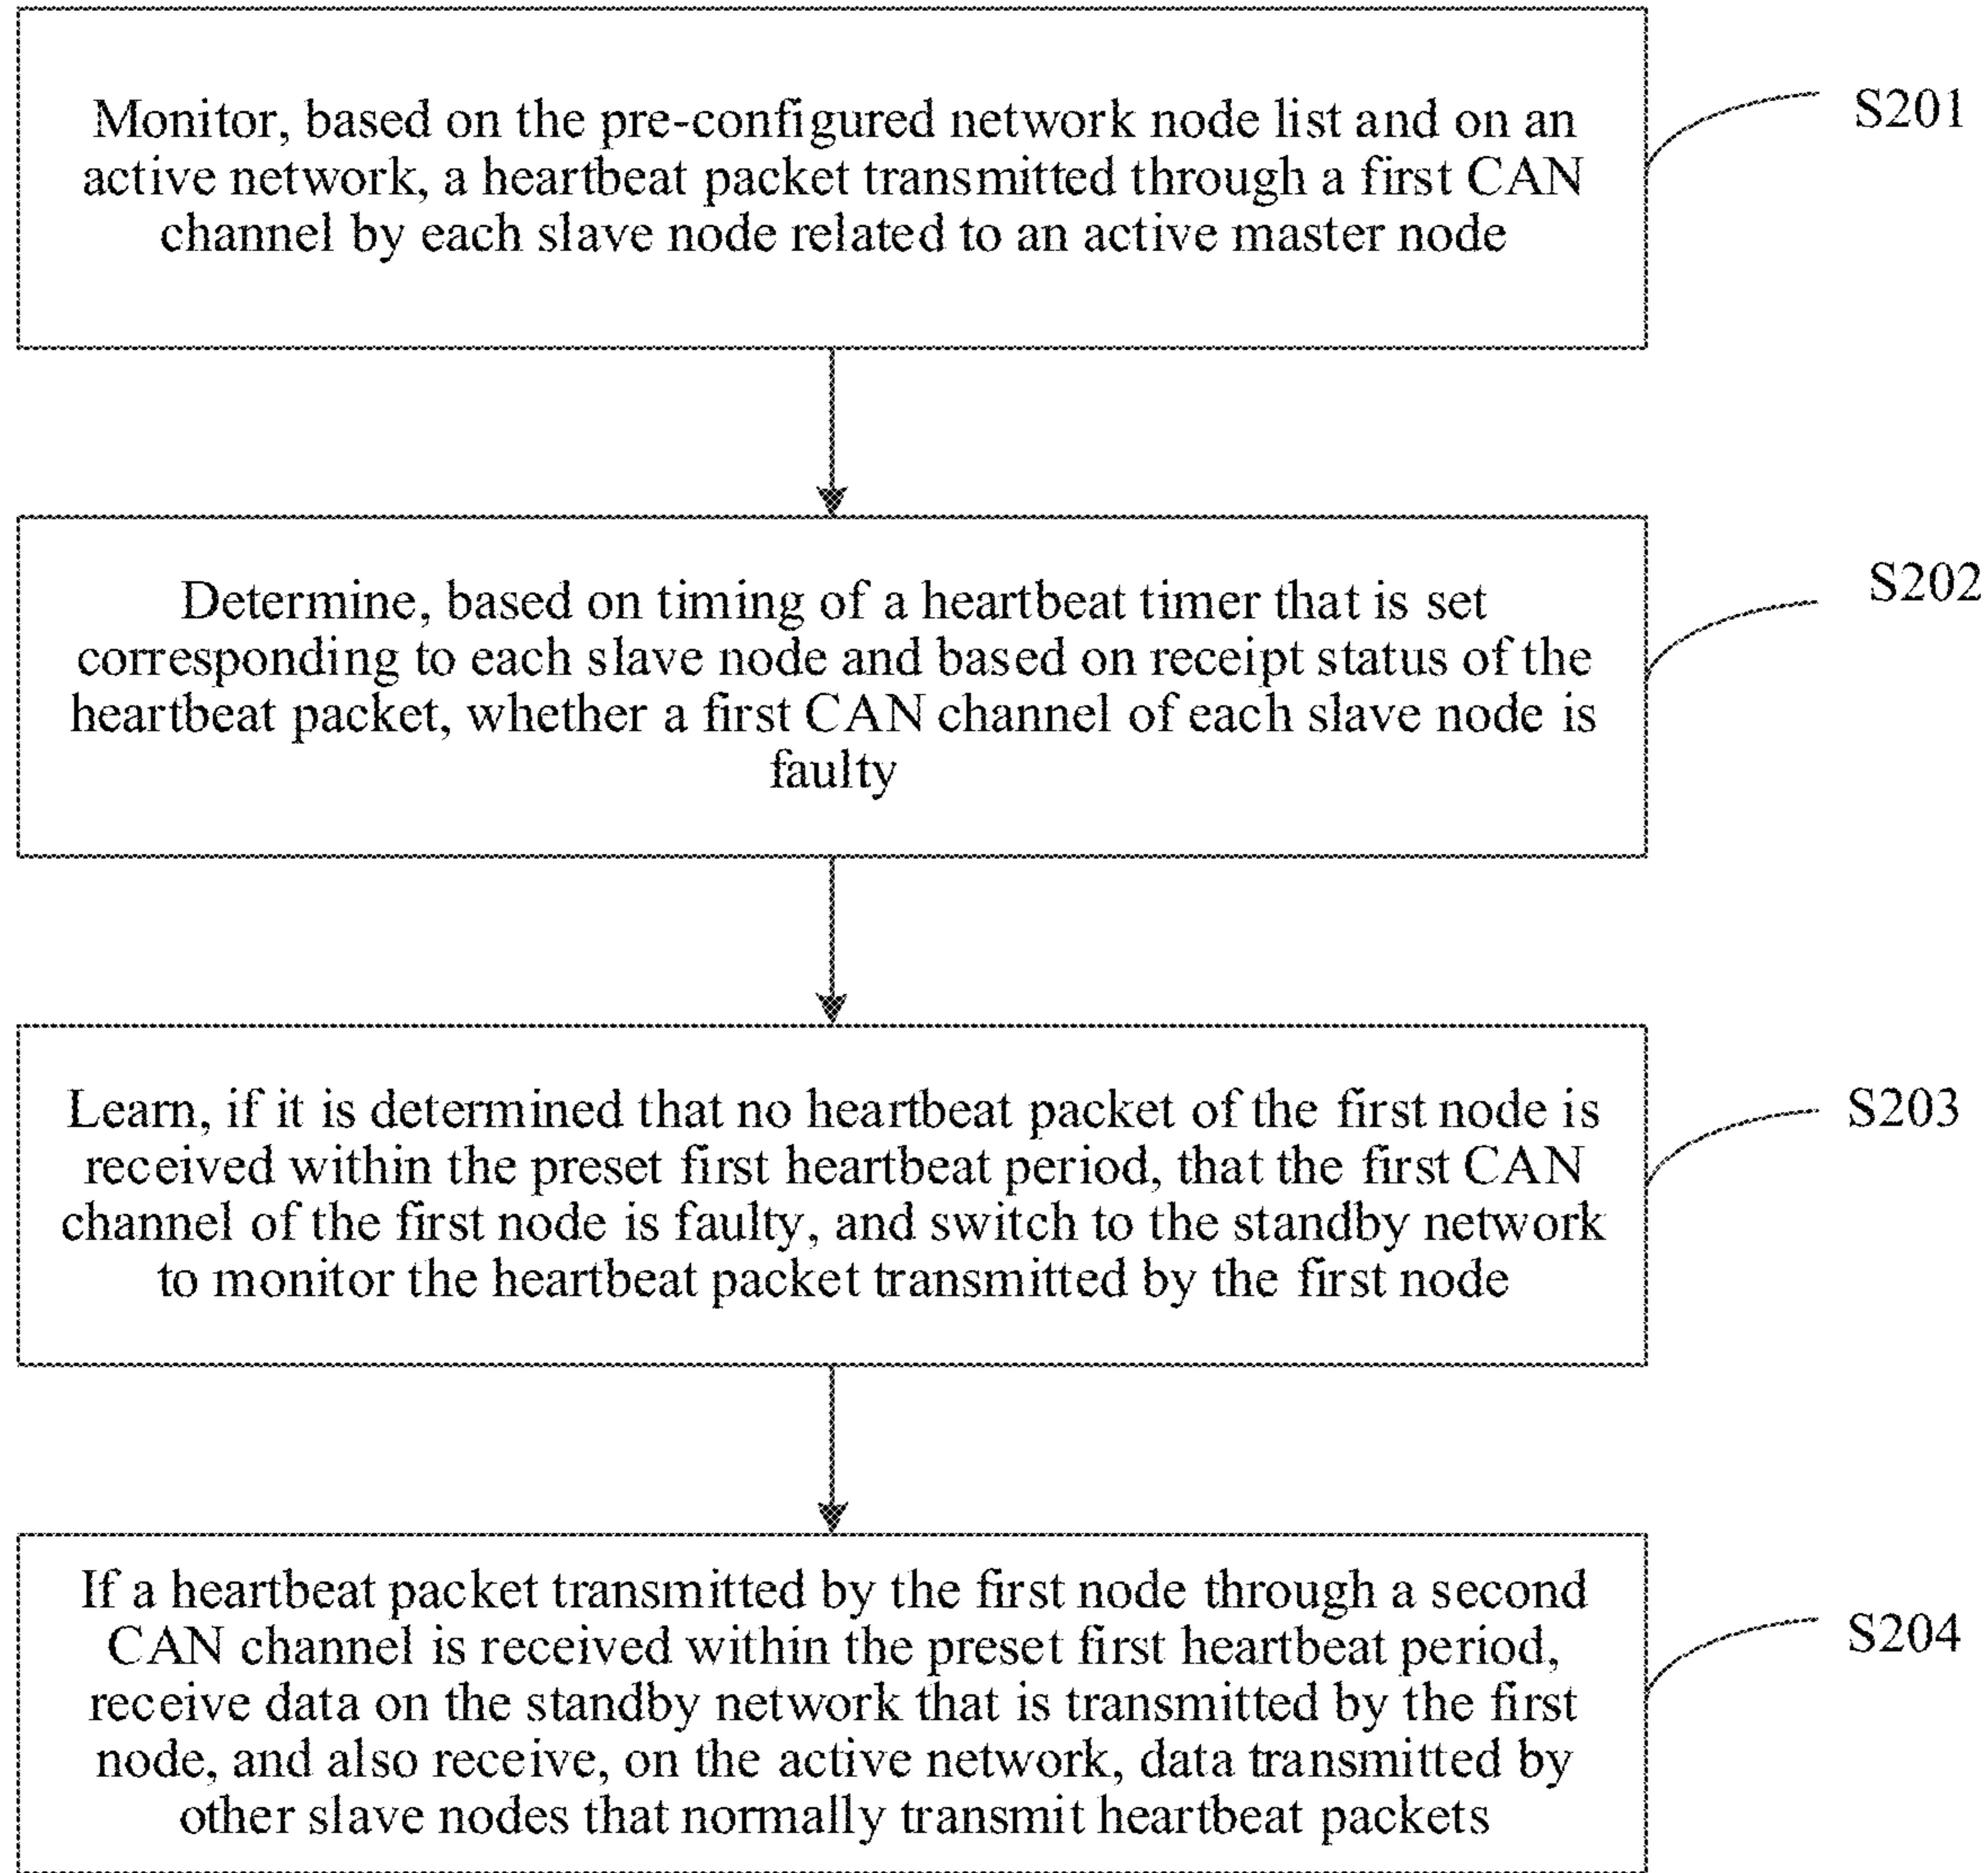 Monitor, based on the pre-configured network node list and on an
active network, a heartbeat packet transmitted through a first CAN
channel by each slave node related to an active master node
S201
Determine, based on timing of a heartbeat timer that is set
corresponding to each slave node and based on receipt status of the
heartbeat packet, whether a first CAN channel of each slave node is
faulty
S202
Learn, if it is determined that no heartbeat packet of the first node is
received within the preset first heartbeat period, that the first CAN
channel of the first node is faulty, and switch to the standby network
to monitor the heartbeat packet transmitted by the first node
S203
If a heartbeat packet transmitted by the first node through a second
CAN channel is received within the preset first heartbeat period,
receive data on the standby network that is transmitted by the first
node, and also receive, on the active network, data transmitted by
other slave nodes that normally transmit heartbeat packets
S204